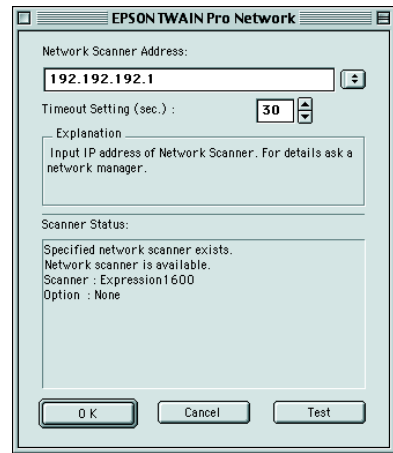 EPSON TWAIN Pro Network
Network Scanner Address:
192.192.192.1
Timeout Setting (sec.) : 30
Explanation
Input IP address of Network Scanner. For details ask a
network manager.
Scanner Status:
Specified network scanner exists.
Network scanner is available.
Scanner : Expression1600
Option : None
OK Cancel Test